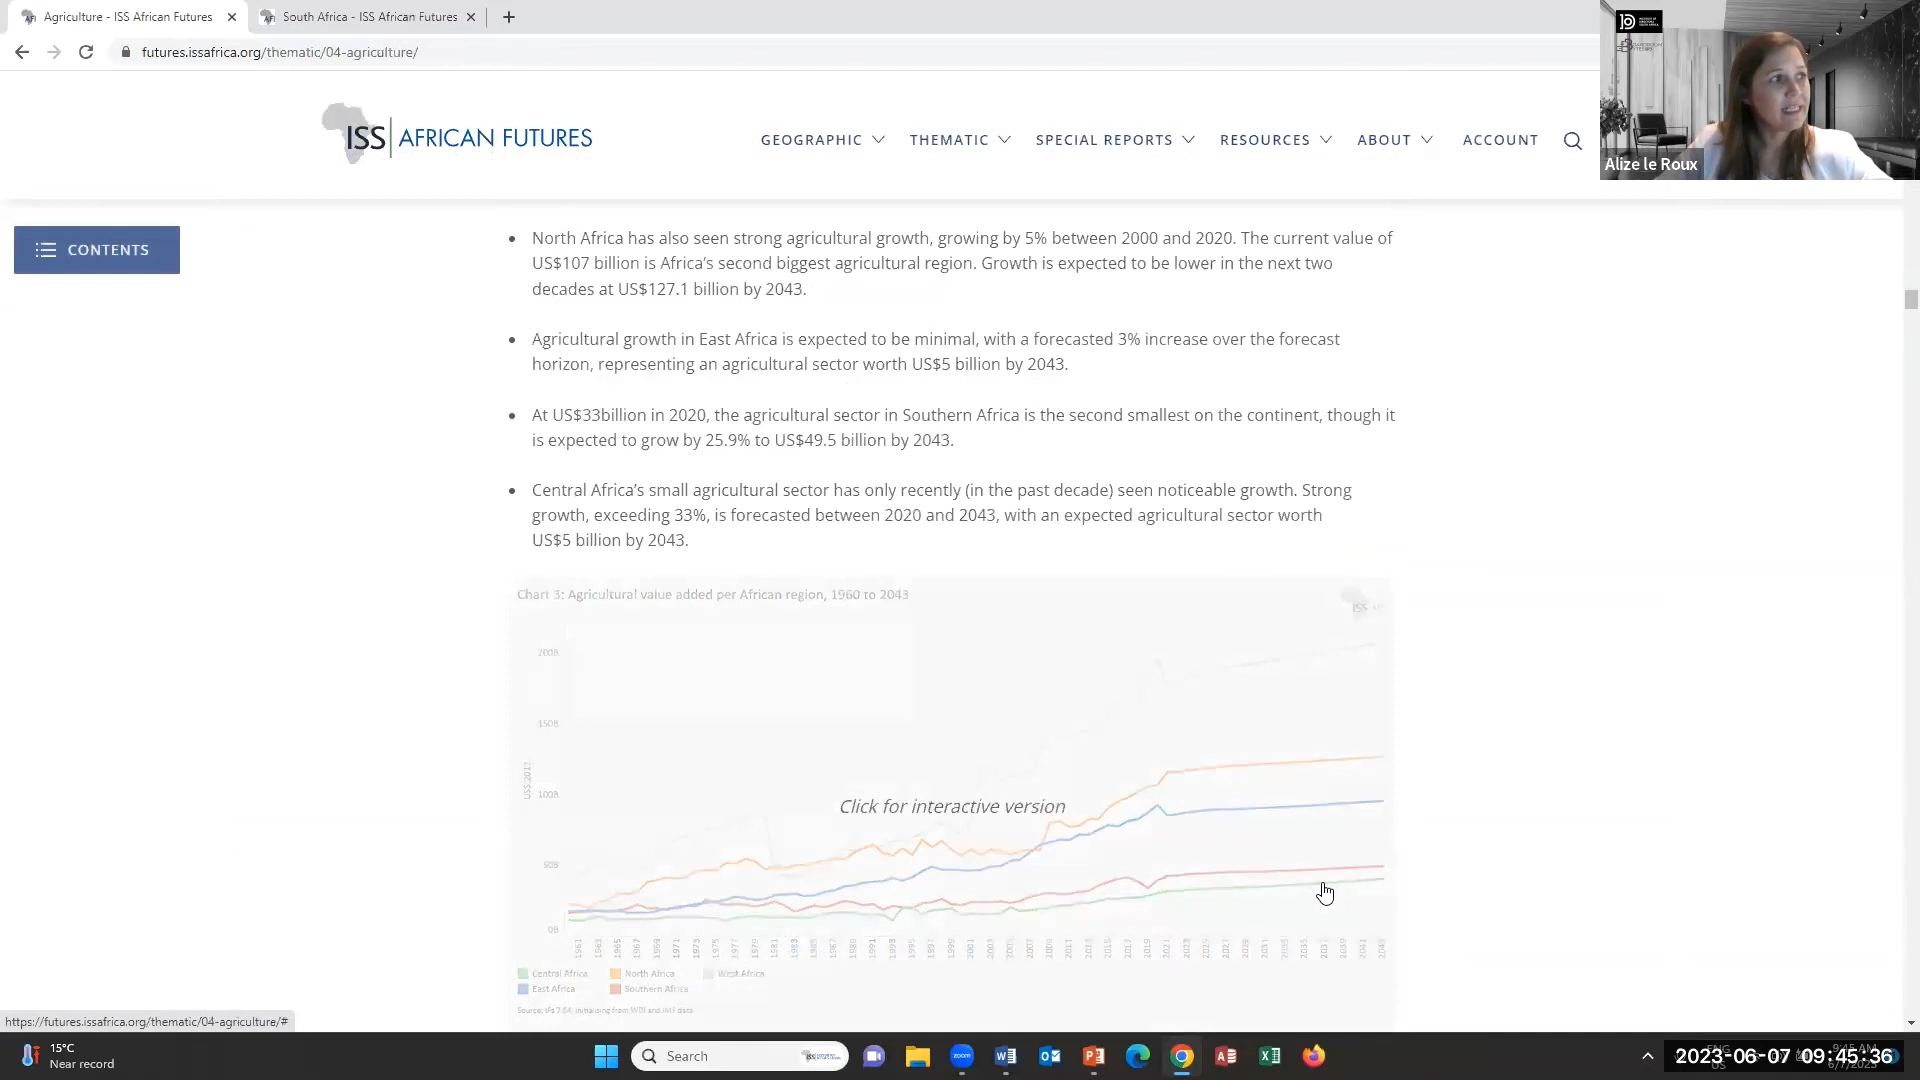 Agriculture - ISS African Futures
South Africa - ISS African Futures
futures.issafrica.org/thematic/04-agriculture/
ISS AFRICAN FUTURES
GEOGRAPHIC THEMATIC SPECIAL REPORTS RESOURCES ABOUT ACCOUNT
Alize le Roux
CONTENTS
• North Africa has also seen strong agricultural growth, growing by 5% between 2000 and 2020. The current value of
US$107 billion is Africa’s second biggest agricultural region. Growth is expected to be lower in the next two
decades at US$127.1 billion by 2043.
• Agricultural growth in East Africa is expected to be minimal, with a forecasted 3% increase over the forecast
horizon, representing an agricultural sector worth US$5 billion by 2043.
• At US$33billion in 2020, the agricultural sector in Southern Africa is the second smallest on the continent, though it
is expected to grow by 25.9% to US$49.5 billion by 2043.
• Central Africa’s small agricultural sector has only recently (in the past decade) seen noticeable growth. Strong
growth, exceeding 33%, is forecasted between 2020 and 2043, with an expected agricultural sector worth
US$5 billion by 2043.
Chart 3: Agricultural value added per African region, 1960 to 2043
200B
150B
100B
50B
0B
US$ 2017
Click for interactive version
Central Africa North Africa West Africa
East Africa Southern Africa
https://futures.issafrica.org/thematic/04-agriculture/#
15°C
Near record
Search
2023-06-07 09:45:36